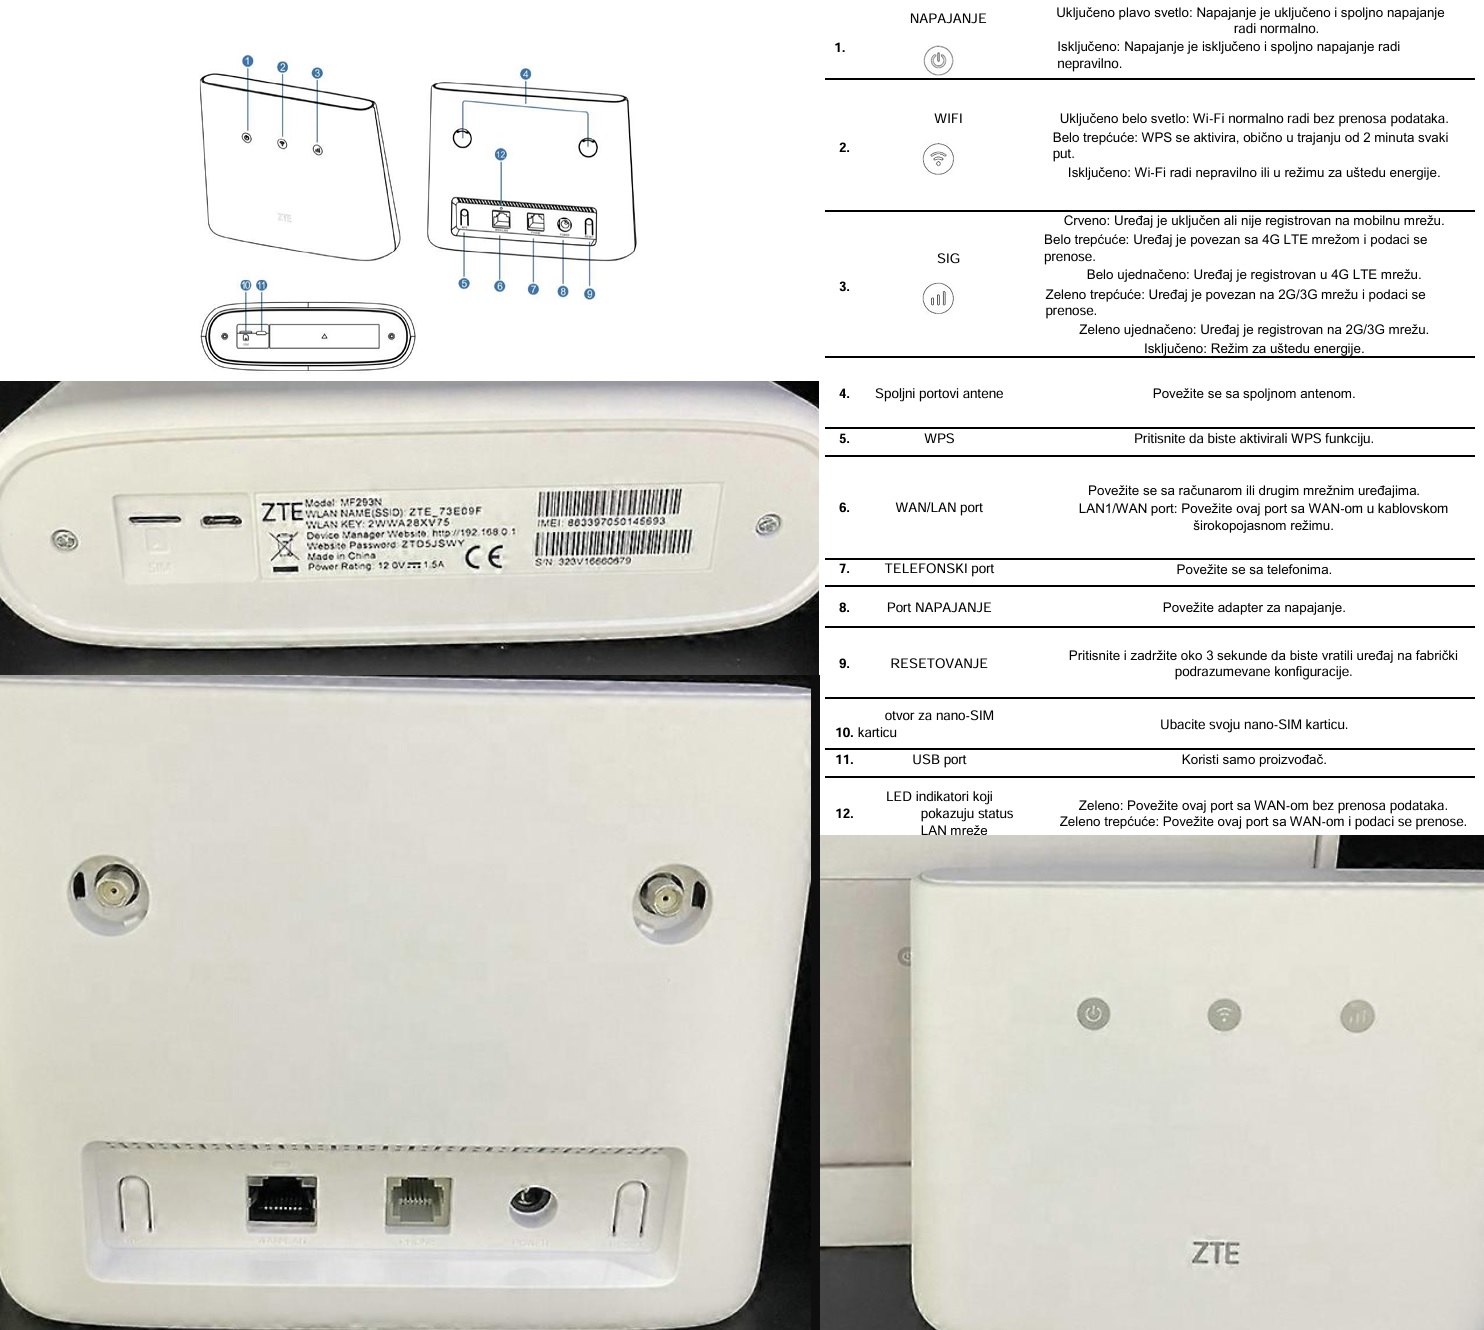 1
2
3
4
12
ZTE
5
6
7
8
9
10
11
NAPAJANJE
1.
Uključeno plavo svetlo: Napajanje je uključeno i spoljno napajanje
radi normalno.
Isključeno: Napajanje je isključeno i spoljno napajanje radi
nepravilno.
WIFI
2.
Uključeno belo svetlo: Wi-Fi normalno radi bez prenosa podataka.
Belo trepćuće: WPS se aktivira, obično u trajanju od 2 minuta svaki
put.
Isključeno: Wi-Fi radi nepravilno ili u režimu za uštedu energije.
SIG
3.
Crveno: Uređaj je uključen ali nije registrovan na mobilnu mrežu.
Belo trepćuće: Uređaj je povezan sa 4G LTE mrežom i podaci se
prenose.
Belo ujednačeno: Uređaj je registrovan u 4G LTE mrežu.
Zeleno trepćuće: Uređaj je povezan na 2G/3G mrežu i podaci se
prenose.
Zeleno ujednačeno: Uređaj je registrovan na 2G/3G mrežu.
Isključeno: Režim za uštedu energije.
4. Spoljni portovi antene Povežite se sa spoljnom antenom.
5. WPS Pritisnite da biste aktivirali WPS funkciju.
6. WAN/LAN port
Povežite se sa računarom ili drugim mrežnim uređajima.
LAN1/WAN port: Povežite ovaj port sa WAN-om u kablovskom
širokopojasnom režimu.
7. TELEFONSKI port Povežite se sa telefonima.
8. Port NAPAJANJE Povežite adapter za napajanje.
9. RESETOVANJE
Pritisnite i zadržite oko 3 sekunde da biste vratili uređaj na fabrički
podrazumevane konfiguracije.
otvor za nano-SIM
10. karticu
Ubacite svoju nano-SIM karticu.
11. USB port Koristi samo proizvođač.
12.
LED indikatori koji
pokazuju status
LAN mreže
Zeleno: Povežite ovaj port sa WAN-om bez prenosa podataka.
Zeleno trepćuće: Povežite ovaj port sa WAN-om i podaci se prenose.
SIM
ZTE
Model: MF293N
WLAN NAME(SSID): ZTE_73E09F
WLAN KEY: 2WWA28XV75
Device Manager Website: http://192.168.0.1
Website Password: ZTD5JSWY
Made in China
Power Rating: 12.0V 1.5A
CE
IMEI: 863397050145693
S/N: 323V16660679
WAN/LAN
PHONE
POWER
ZTE